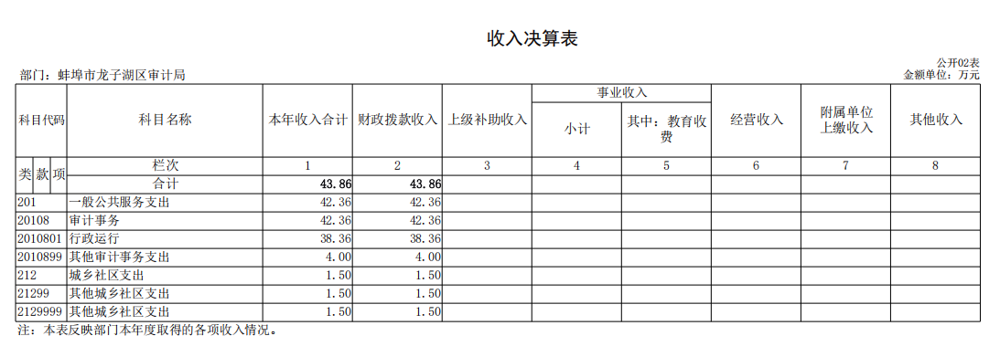 收入决算表
公开02表
部门：蚌埠市龙子湖区审计局 金额单位：万元
科目代码 科目名称 本年收入合计 财政拨款收入 上级补助收入 事业收入 经营收入 附属单位上缴收入 其他收入
小计 其中：教育收费
类 款 项 栏次 1 2 3 4 5 6 7 8
合计 43.86 43.86
201 一般公共服务支出 42.36 42.36
20108 审计事务 42.36 42.36
2010801 行政运行 38.36 38.36
2010899 其他审计事务支出 4.00 4.00
212 城乡社区支出 1.50 1.50
21299 其他城乡社区支出 1.50 1.50
2129999 其他城乡社区支出 1.50 1.50
注：本表反映部门本年度取得的各项收入情况。